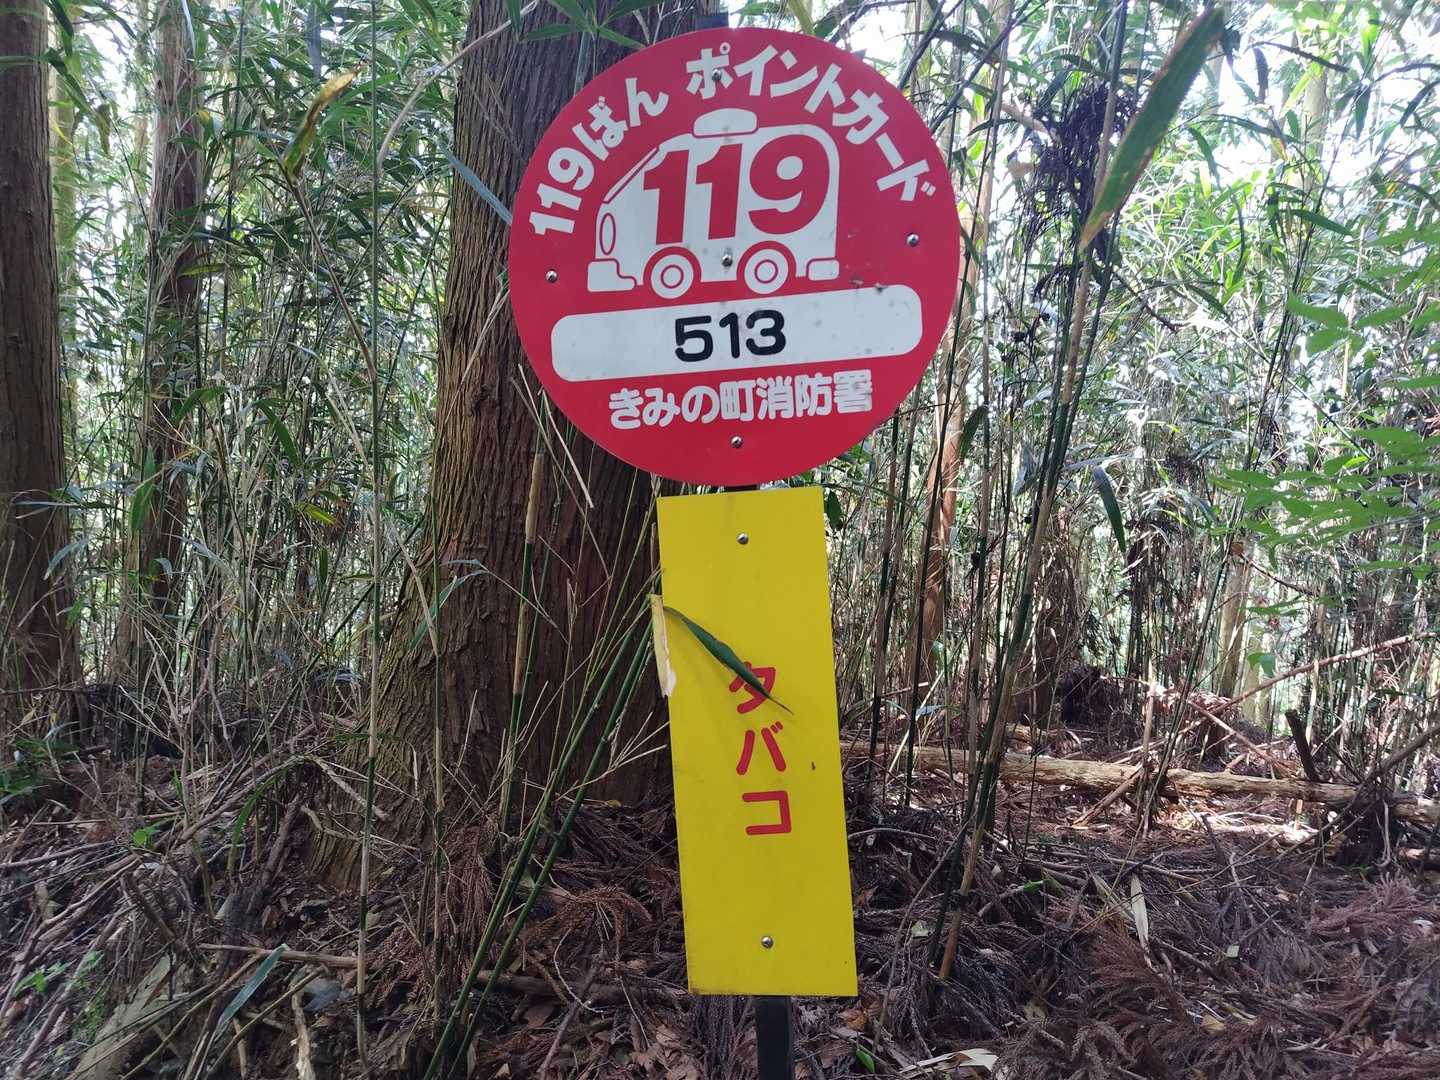 119ばん ポイントカード
119
513
きみの町消防署
タバコ